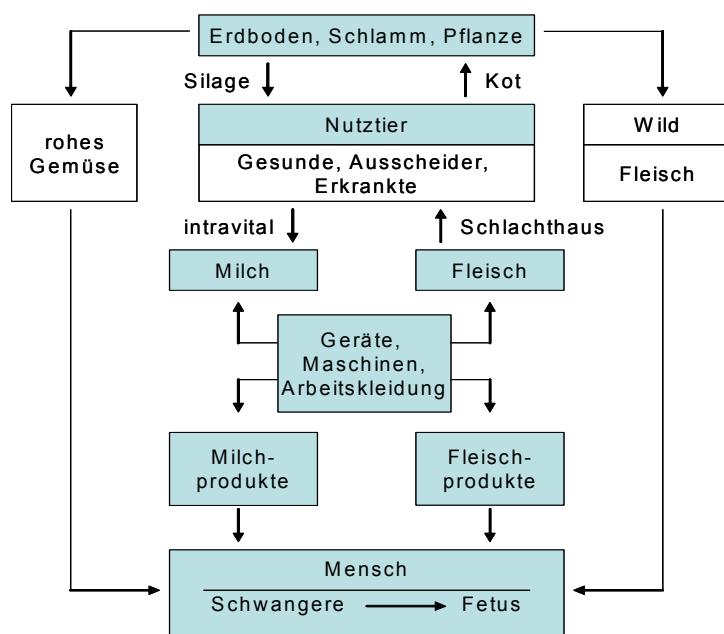 Erdboden, Schlamm, Pflanze
Silage
Kot
rohes
Gemüse
Nutztier
Gesunde, Ausscheider,
Erkrankte
Wild
Fleisch
intravital
Schlachthaus
Milch
Fleisch
Geräte,
Maschinen,
Arbeitskleidung
Milch-
produkte
Fleisch-
produkte
Mensch
Schwangere
Fetus